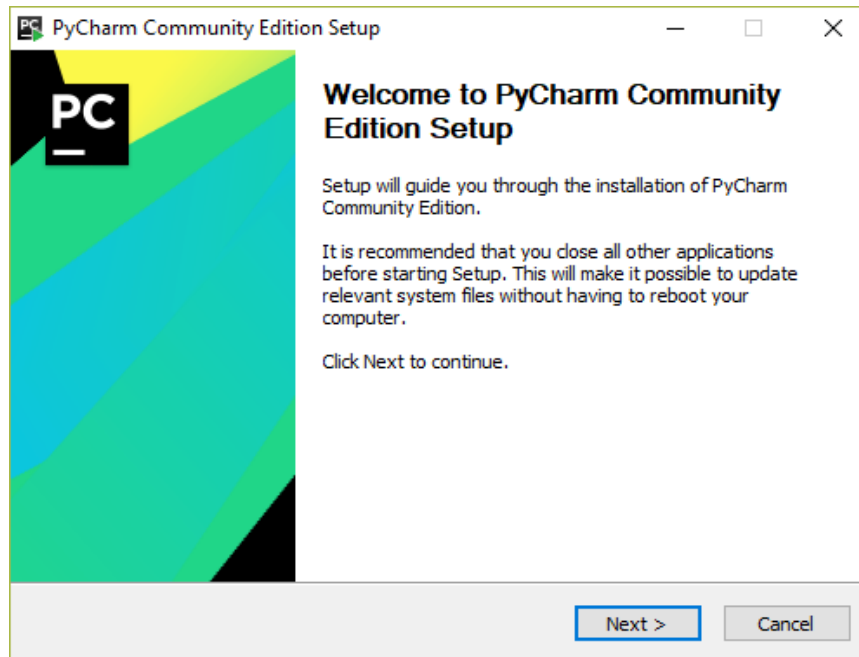 PyCharm Community Edition Setup
PC
Welcome to PyCharm Community
Edition Setup
Setup will guide you through the installation of PyCharm
Community Edition.
It is recommended that you close all other applications
before starting Setup. This will make it possible to update
relevant system files without having to reboot your
computer.
Click Next to continue.
Next >
Cancel